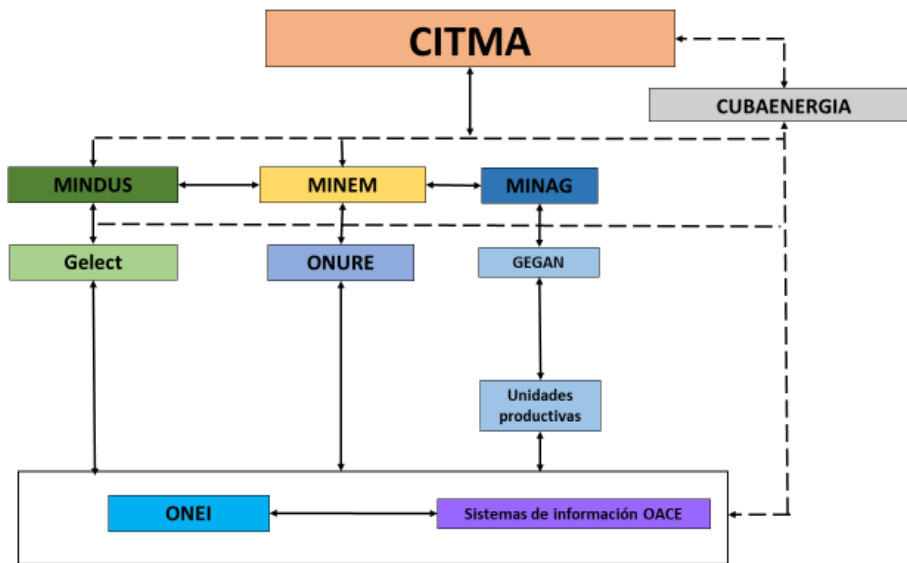 CITMA
CUBAENERGIA
MINDUS
MINEM
MINAG
Gelect
ONURE
GEGAN
Unidades
productivas
ONEI
Sistemas de información OACE